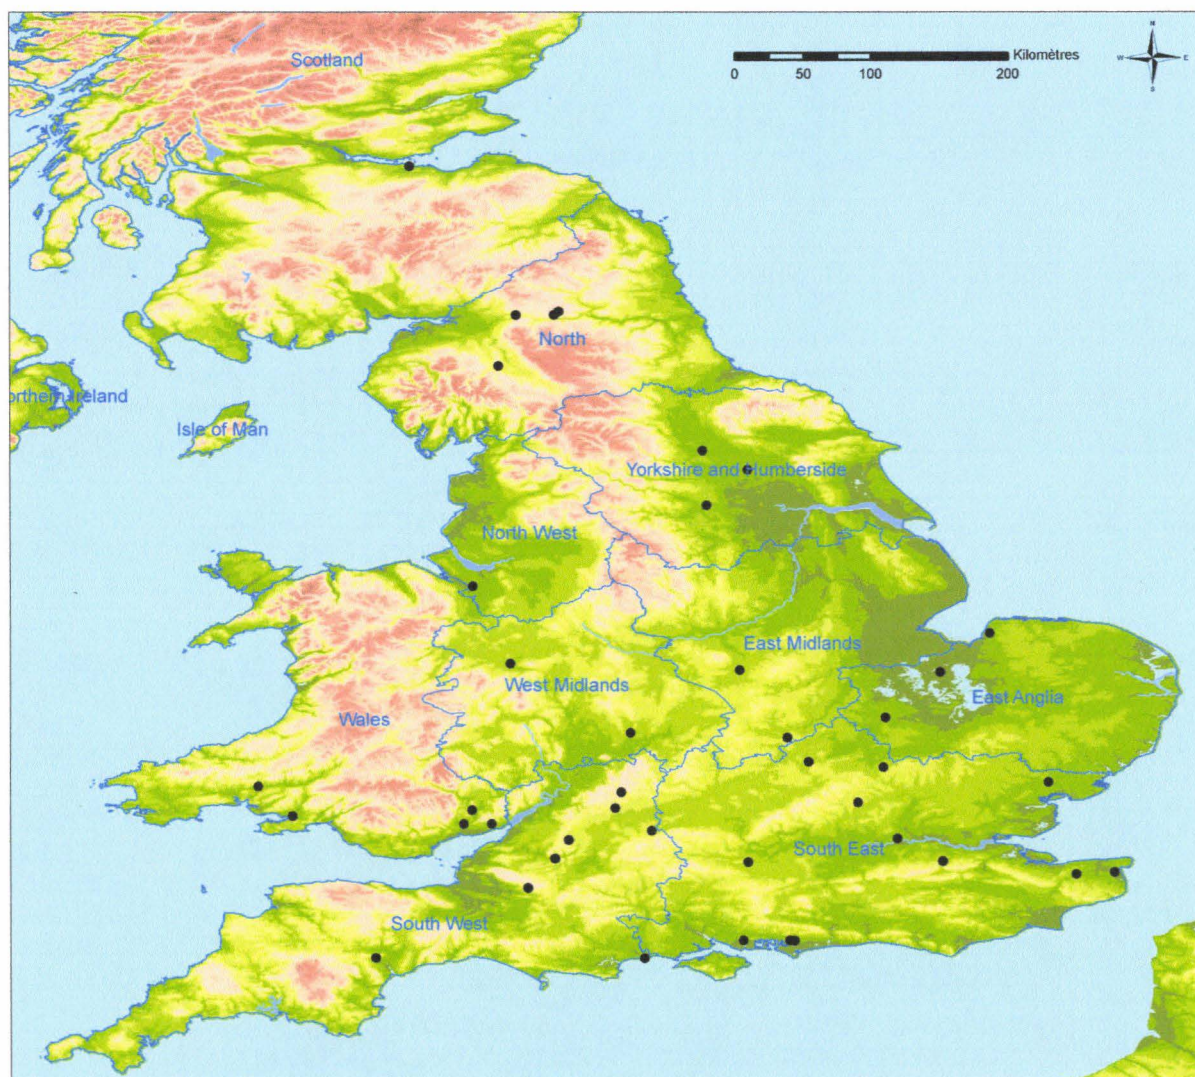 Scotland
Kilomètres
0 50 100 200
N
W E
S
North
orthern Ireland
Isle of Man
Yorkshire and Humberside
North West
East Midlands
West Midlands
East Anglia
Wales
South East
South West